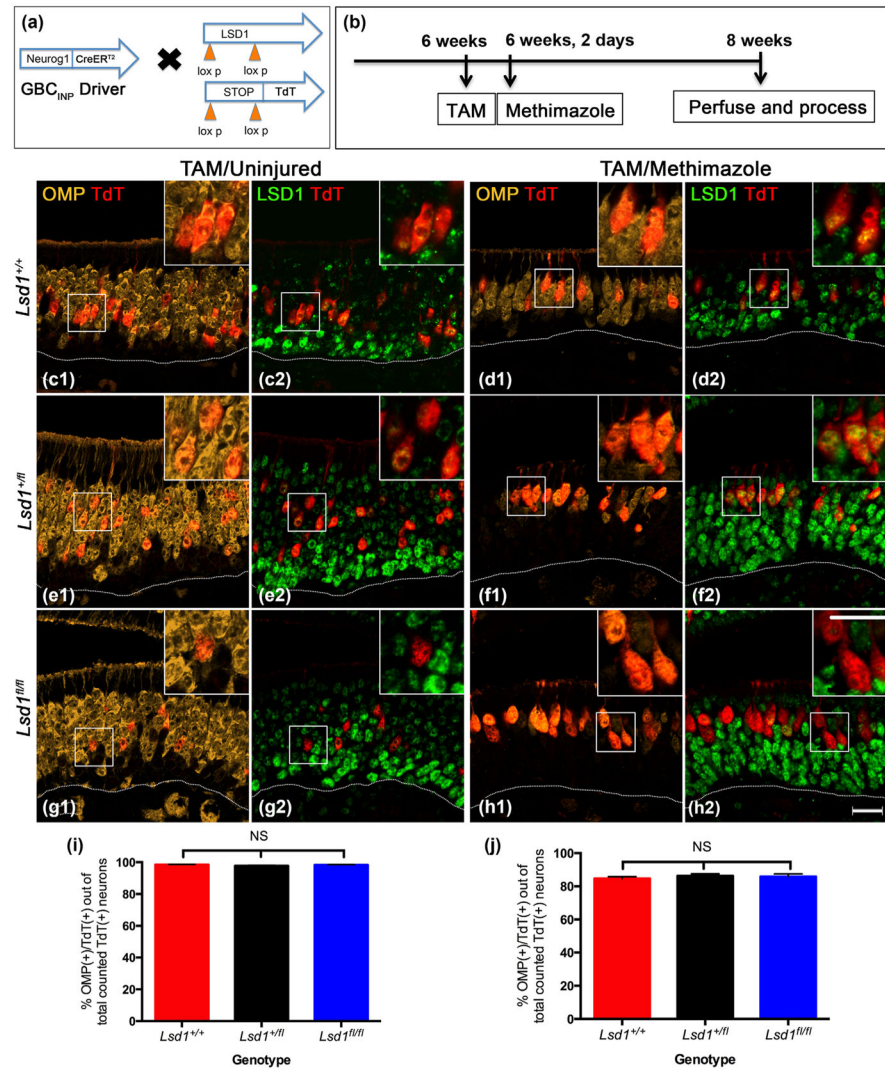 (a)
Neurog1 CreERT2
GBCINP Driver
LSD1
lox p lox p
STOP TdT
lox p lox p
(b)
6 weeks 6 weeks, 2 days 8 weeks
TAM Methimazole Perfuse and process
TAM/Uninjured TAM/Methimazole
Lsd1+/+
OMP TdT LSD1 TdT OMP TdT LSD1 TdT
(c1) (c2) (d1) (d2)
Lsd1+/fl
(e1) (e2) (f1) (f2)
Lsd1fl/fl
(g1) (g2) (h1) (h2)
(i)
NS
% OMP(+)/TdT(+) out of
total counted TdT(+) neurons
100
80
60
40
20
0
Lsd1+/+ Lsd1+/fl Lsd1fl/fl
Genotype
(j)
NS
% OMP(+)/TdT(+) out of
total counted TdT(+) neurons
100
80
60
40
20
0
Lsd1+/+ Lsd1+/fl Lsd1fl/fl
Genotype